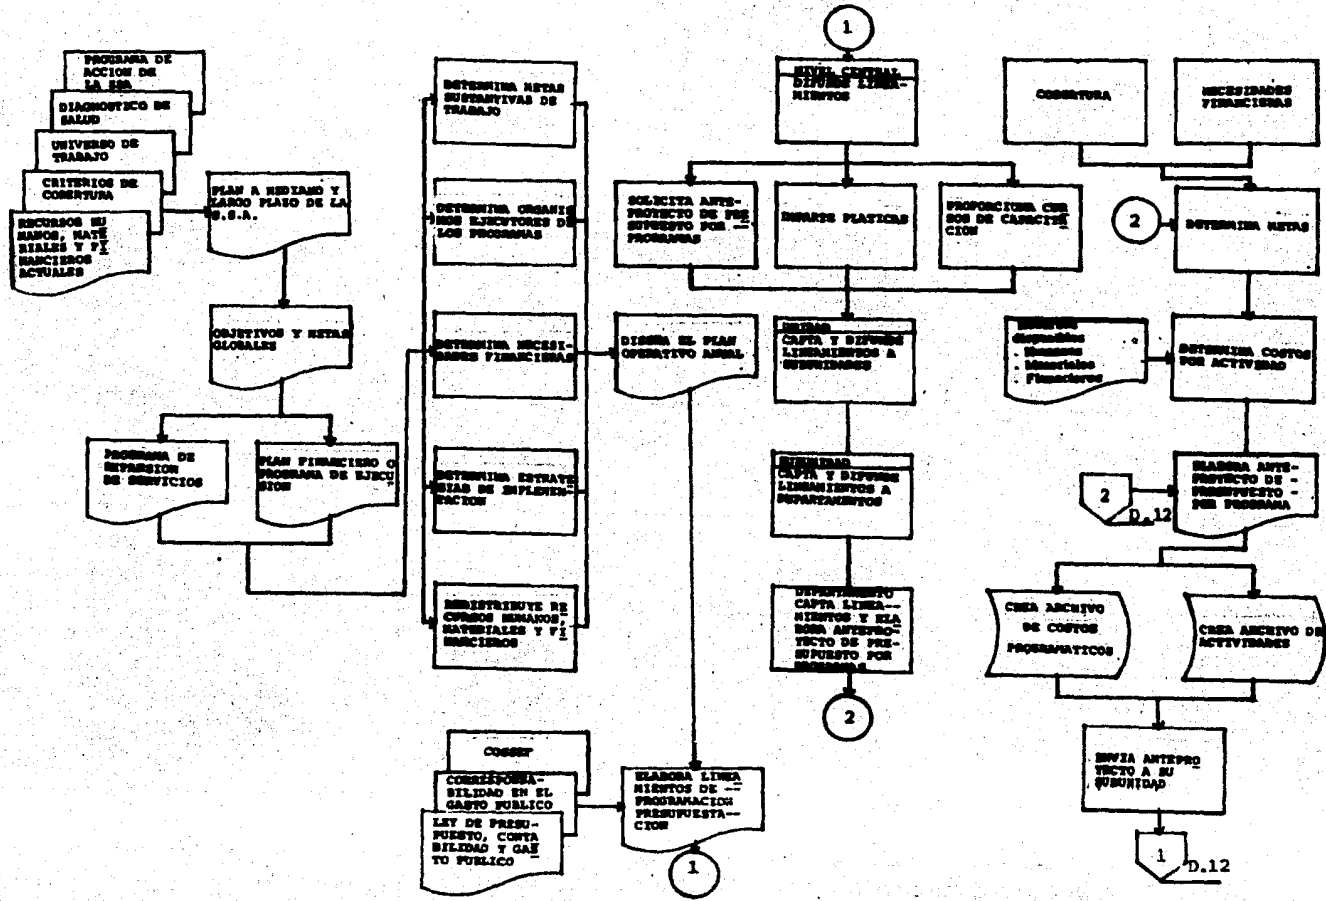 PROGRAMA DE
ACCION DE
LA SSA
DIAGNOSTICO DE
SALUD
UNIVERSO DE
TRABAJO
CRITERIOS DE
COBERTURA
RECURSOS HU
MANOS, MATE
RIALES Y FI
NANCIEROS
ACTUALES
PLAN A MEDIANO Y
LARGO PLAZO DE LA
S.S.A.
OBJETIVOS Y METAS
GLOBALES
PROGRAMA DE
EXPANSION
DE SERVICIOS
PLAN FINANCIERO O
PROGRAMA DE EJECU
SION
DETERMINA METAS
SUSTANTIVAS DE
TRABAJO
DETERMINA ORGANIS
MOS EJECUTORES DE
LOS PROGRAMAS
DETERMINA NECESI-
DADES FINANCIERAS
DETERMINA ESTRATE
GIAS DE IMPLEMEN-
TACION
REDISTRIBUYE RE
CURSOS HUMANOS,
MATERIALES Y FI
NANCIEROS
DISEÑA EL PLAN
OPERATIVO ANUAL
COSSET
CORRESPONSA-
BILIDAD EN EL
GASTO PUBLICO
LEY DE PRESU-
PUESTO, CONTA
BILIDAD Y GAS
TO PUBLICO
ELABORA LINEA
MIENTOS DE --
PROGRAMACION
PRESUPUESTA--
CION
1
1
NIVEL CENTRAL
DIFUNDE LINEA-
MIENTOS
SOLICITA ANTE-
PROYECTO DE PRE
SUPUESTO POR --
PROGRAMAS
IMPARTE PLATICAS
PROPORCIONA CUR
SOS DE CAPACITA
CION
UNIDAD
CAPTA Y DIFUNDE
LINEAMIENTOS A
SUBUNIDADES
SUBUNIDAD
CAPTA Y DIFUNDE
LINEAMIENTOS A
DEPARTAMENTOS
DEPARTAMENTO
CAPTA LINEA--
MIENTOS Y ELA
BORA ANTEPRO-
YECTO DE PRE-
SUPUESTO POR
PROGRAMAS
2
COBERTURA
NECESIDADES
FINANCIERAS
2
DETERMINA METAS
disponibles
. Humanos
. Materiales
. Financieros
DETERMINA COSTOS
POR ACTIVIDAD
2
D.12
ELABORA ANTE-
PROYECTO DE -
PRESUPUESTO -
POR PROGRAMA
CREA ARCHIVO
DE COSTOS
PROGRAMATICOS
CREA ARCHIVO DE
ACTIVIDADES
ENVIA ANTEPRO
YECTO A SU
SUBUNIDAD
1
D.12